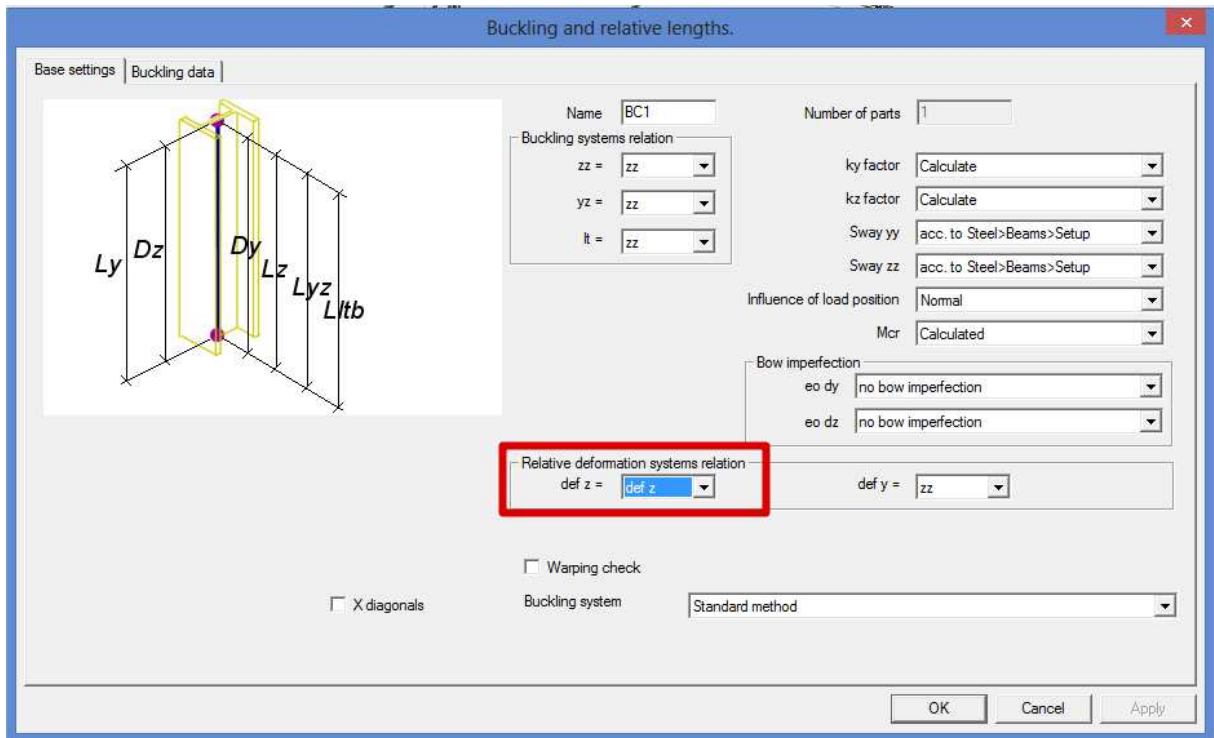 Buckling and relative lengths.
Base settings
Buckling data
Name BC1
Number of parts 1
Buckling systems relation
zz = zz
yz = zz
lt = zz
ky factor Calculate
kz factor Calculate
Sway yy acc. to Steel>Beams>Setup
Sway zz acc. to Steel>Beams>Setup
Influence of load position Normal
Mcr Calculated
Bow imperfection
eo dy no bow imperfection
eo dz no bow imperfection
Ly
Dz
Dy
Lz
Lyz
Lltb
Relative deformation systems relation
def z = def z
def y = zz
Warping check
X diagonals
Buckling system Standard method
OK
Cancel
Apply